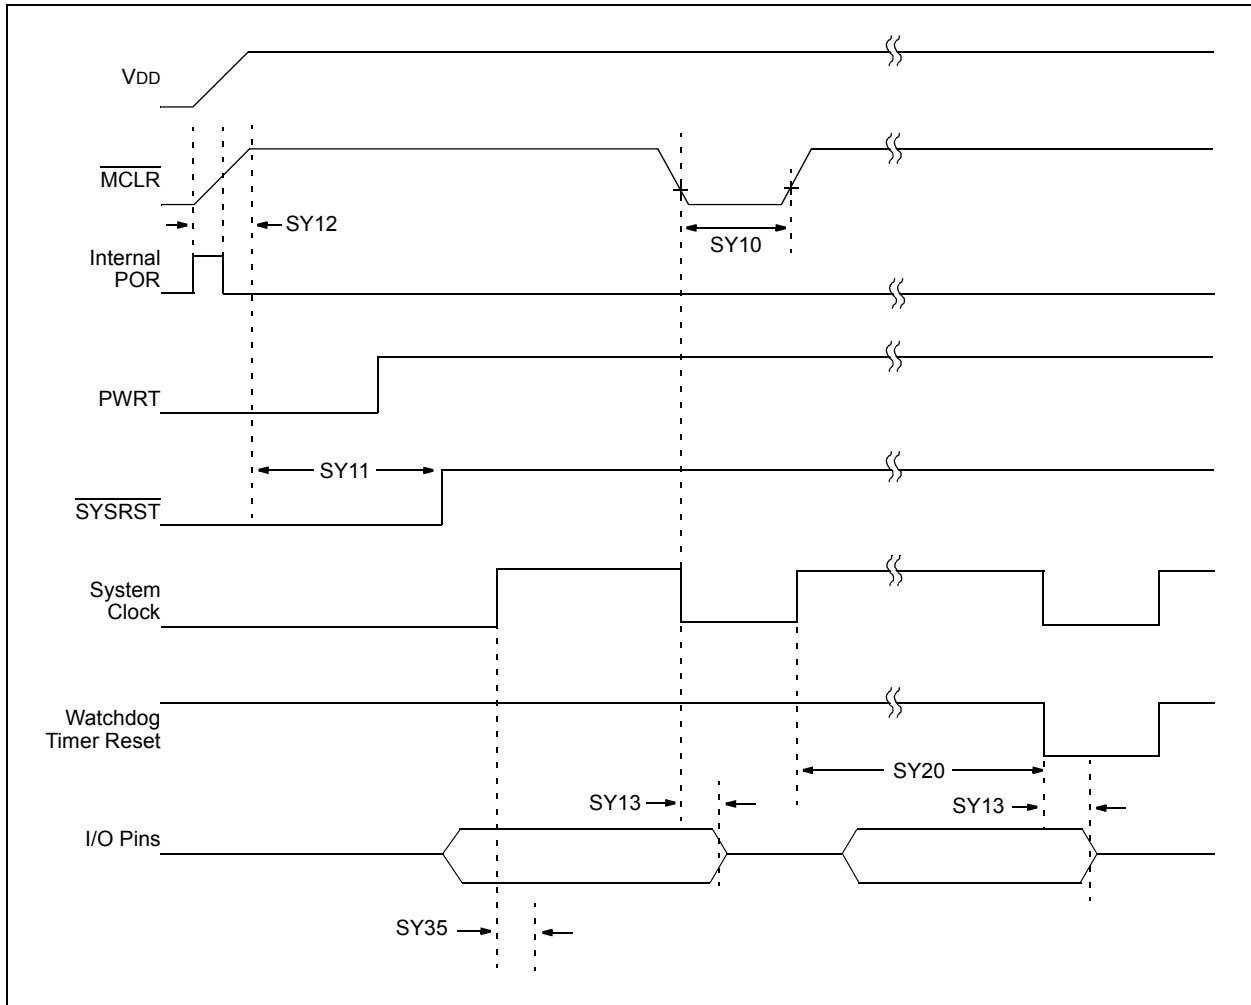 VDD
MCLR
SY12
SY10
Internal
POR
PWRT
SY11
SYSRST
System
Clock
Watchdog
Timer Reset
SY20
SY13
SY13
I/O Pins
SY35